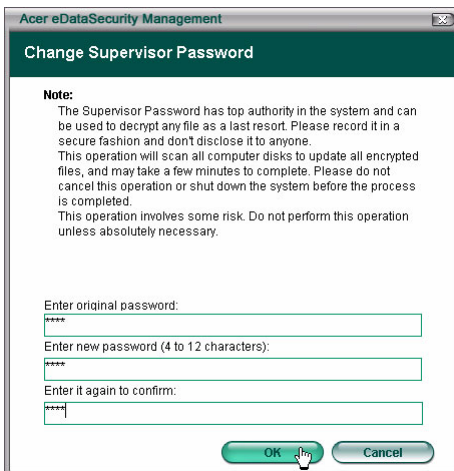 Acer eDataSecurity Management
Change Supervisor Password
Note:
The Supervisor Password has top authority in the system and can
be used to decrypt any file as a last resort. Please record it in a
secure fashion and don't disclose it to anyone.
This operation will scan all computer disks to update all encrypted
files, and may take a few minutes to complete. Please do not
cancel this operation or shut down the system before the process
is completed.
This operation involves some risk. Do not perform this operation
unless absolutely necessary.
Enter original password:
****
Enter new password (4 to 12 characters):
****
Enter it again to confirm:
****
OK Cancel